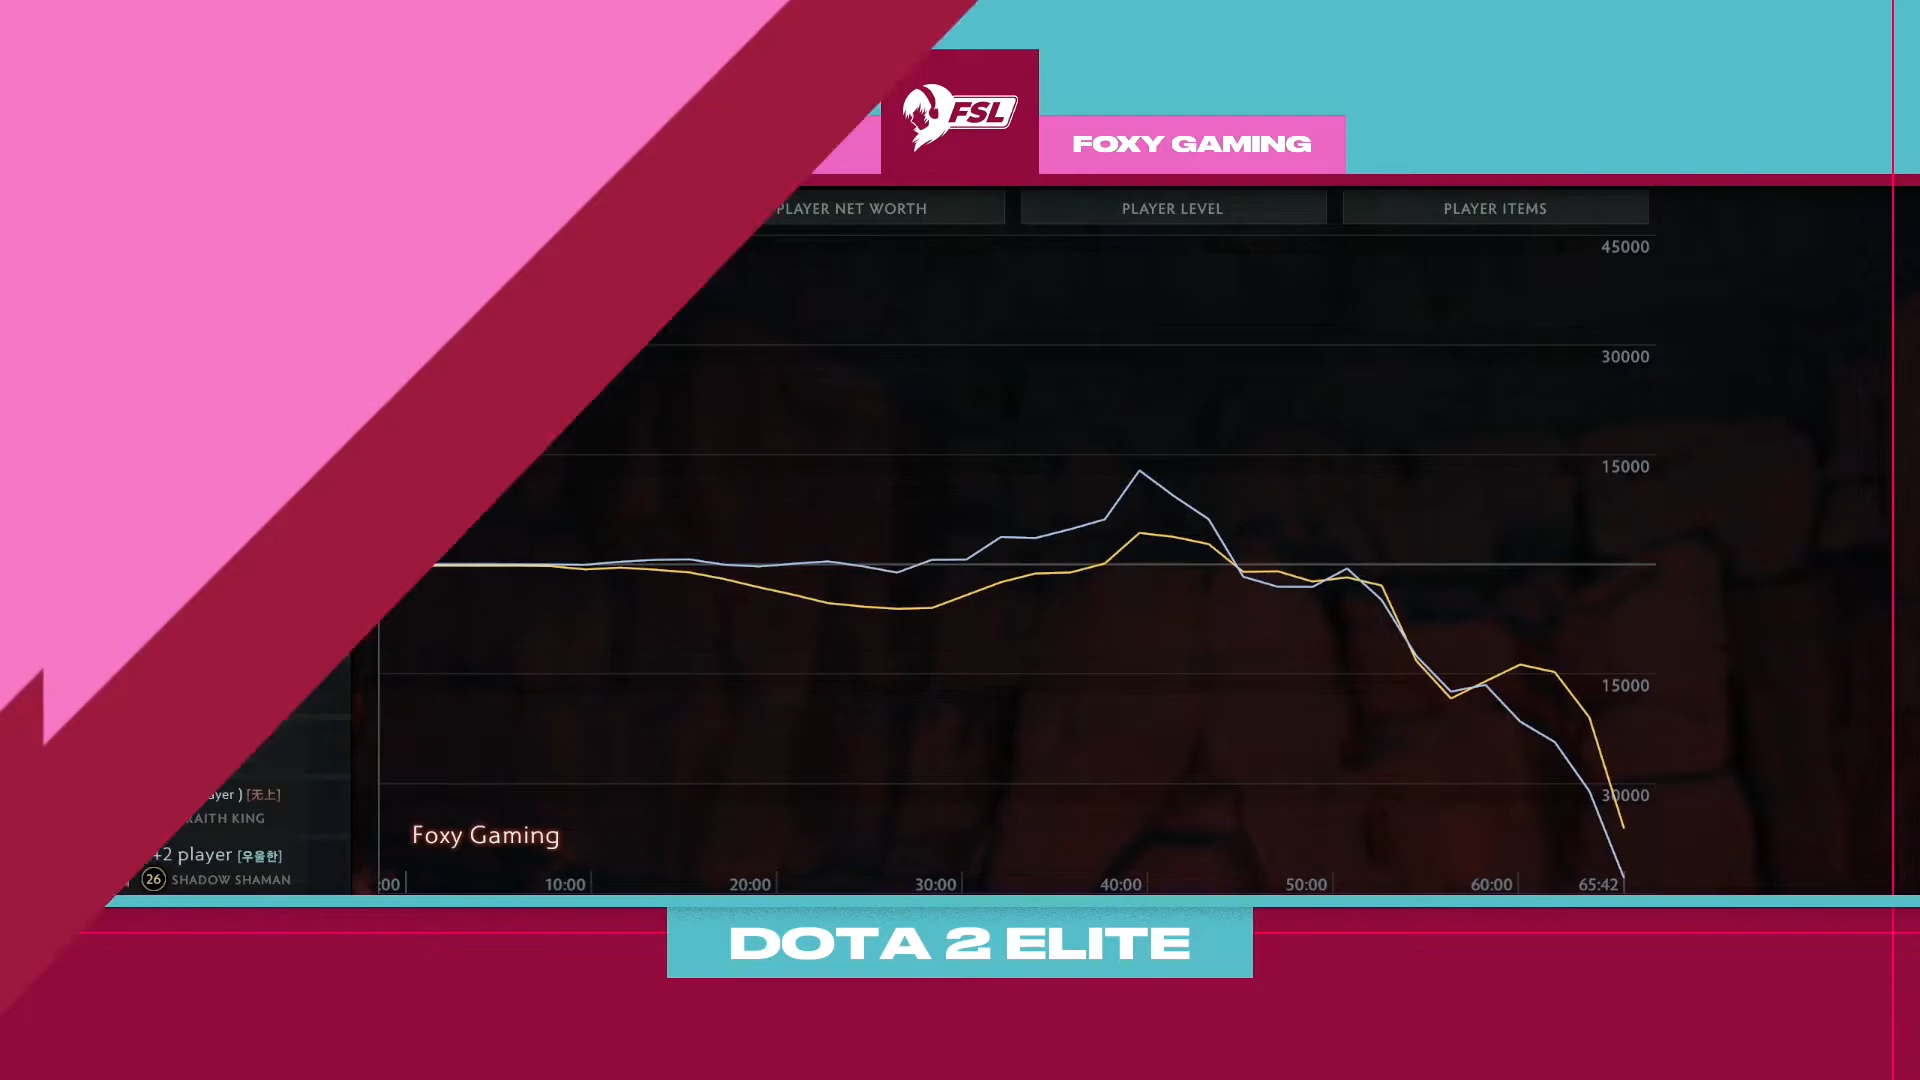 FSL
FOXY GAMING
PLAYER NET WORTH
PLAYER LEVEL
PLAYER ITEMS
45000
30000
15000
15000
30000
ayer ) [无上]
RAITH KING
+2 player [우울한]
26 SHADOW SHAMAN
Foxy Gaming
:00
10:00
20:00
30:00
40:00
50:00
60:00
65:42
DOTA 2 ELITE